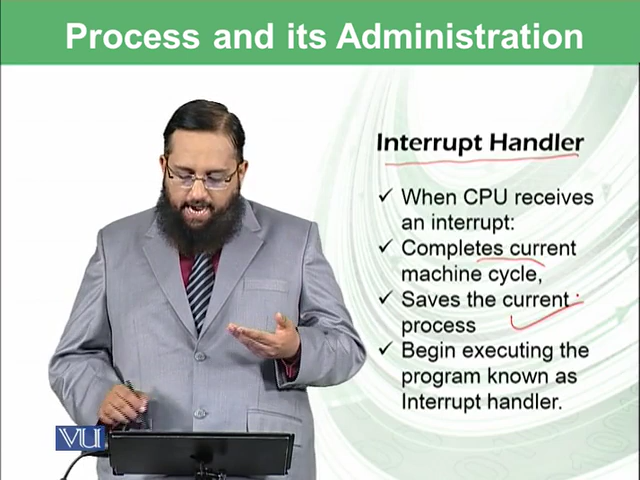 Process and its Administration
Interrupt Handler
✓ When CPU receives
an interrupt:
✓ Completes current
machine cycle,
✓ Saves the current
process
✓ Begin executing the
program known as
Interrupt handler.
VU